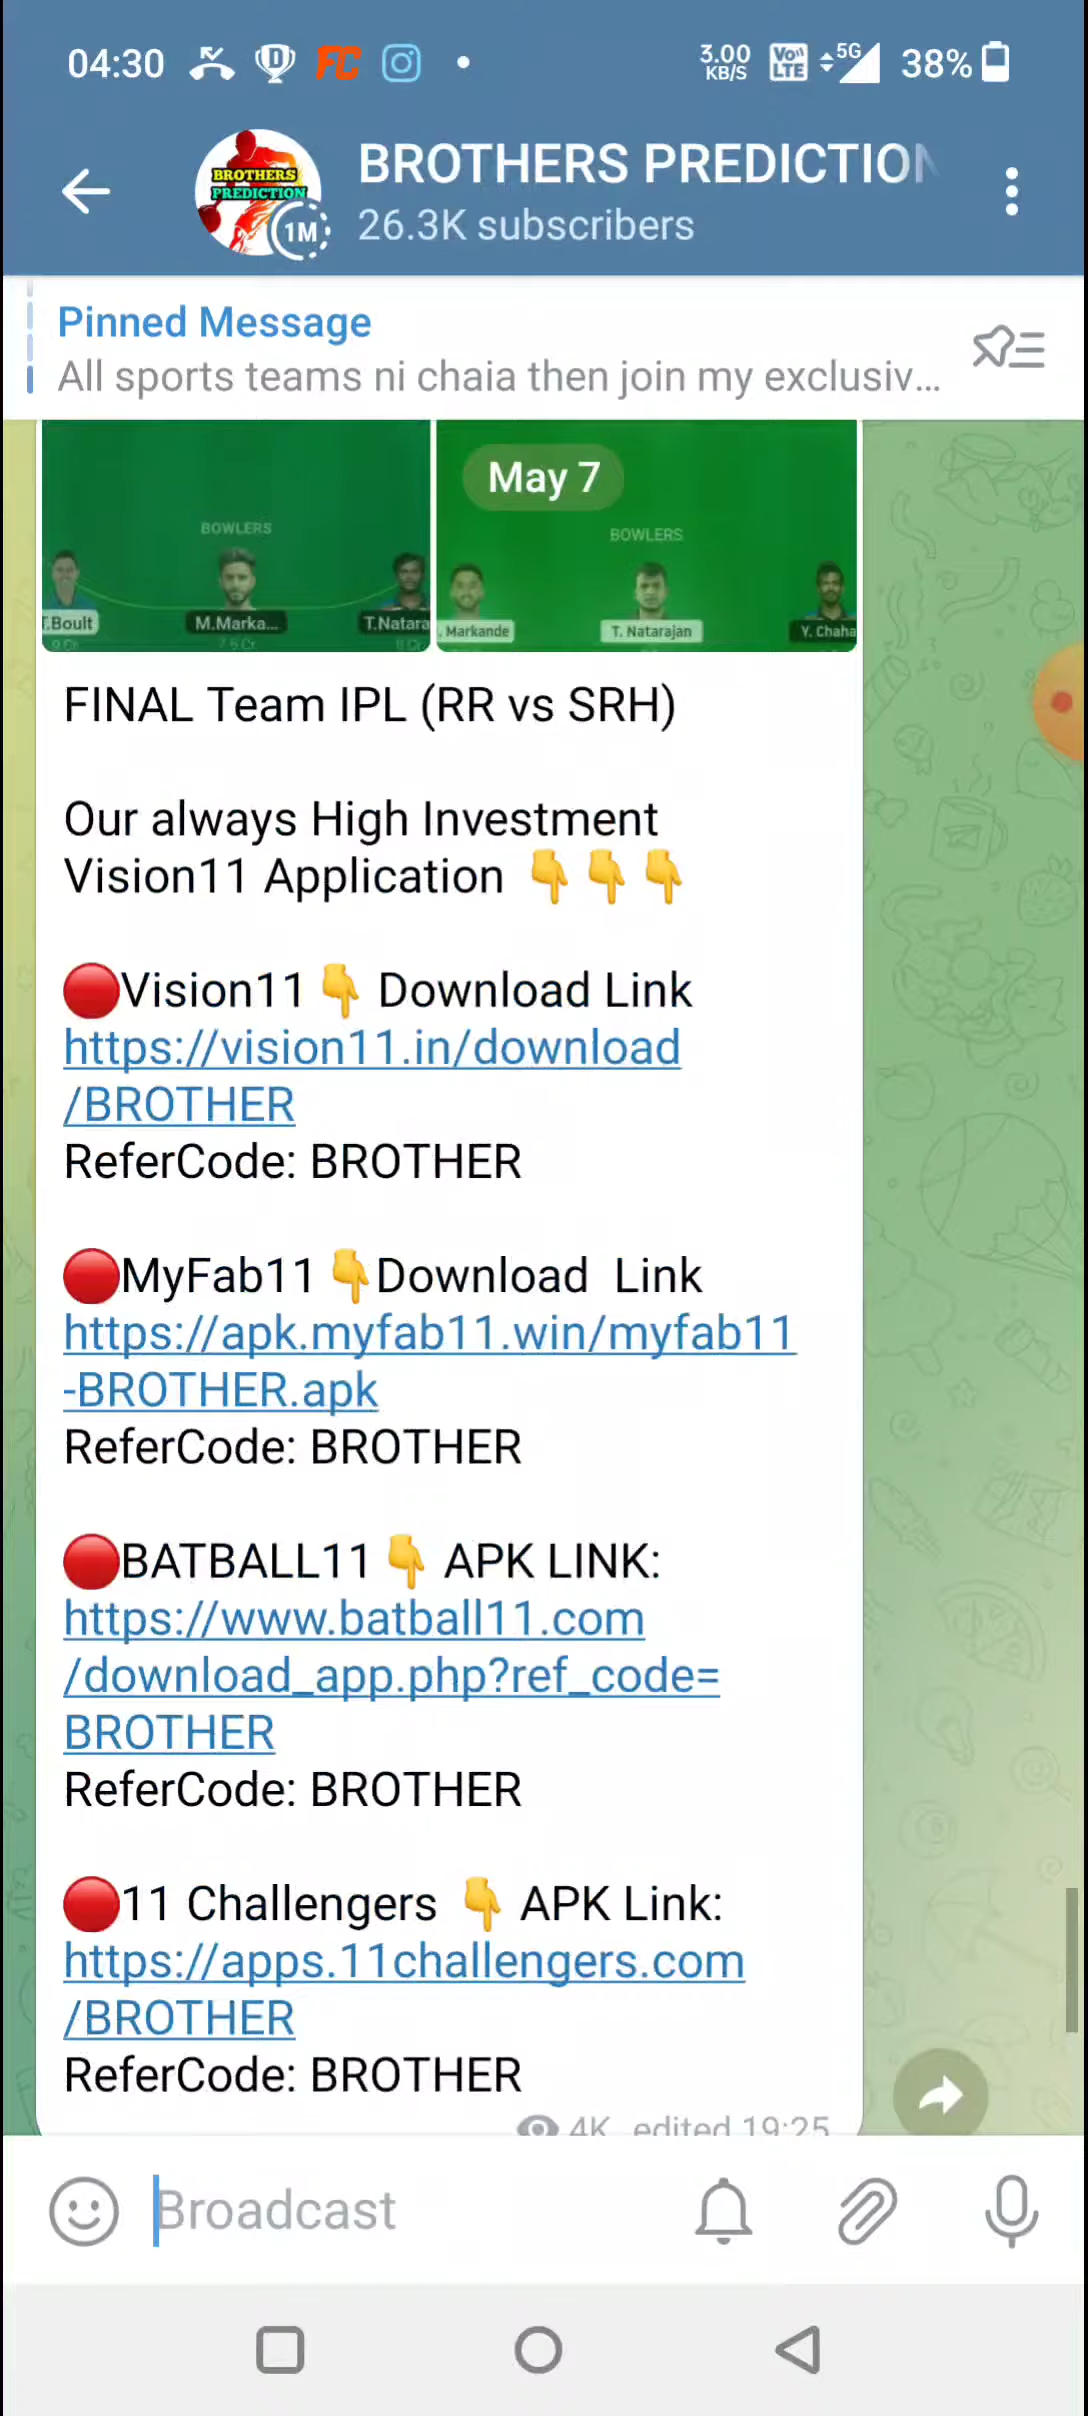 04:30
3.00
KB/S
Vo
LTE
5G
38%
BROTHERS
PREDICTION
1M
BROTHERS PREDICTION
26.3K subscribers
Pinned Message
All sports teams ni chaia then join my exclusiv...
May 7
BOWLERS
BOWLERS
T.Boult
M.Marka...
T.Natara
Markande
T. Natarajan
Y. Chaha
FINAL Team IPL (RR vs SRH)
Our always High Investment
Vision11 Application 👇👇👇
🔴Vision11👇 Download Link
https://vision11.in/download
/BROTHER
ReferCode: BROTHER
🔴MyFab11👇Download Link
https://apk.myfab11.win/myfab11
-BROTHER.apk
ReferCode: BROTHER
🔴BATBALL11👇 APK LINK:
https://www.batball11.com
/download_app.php?ref_code=
BROTHER
ReferCode: BROTHER
🔴11 Challengers 👇 APK Link:
https://apps.11challengers.com
/BROTHER
ReferCode: BROTHER
4K edited 19:25
Broadcast